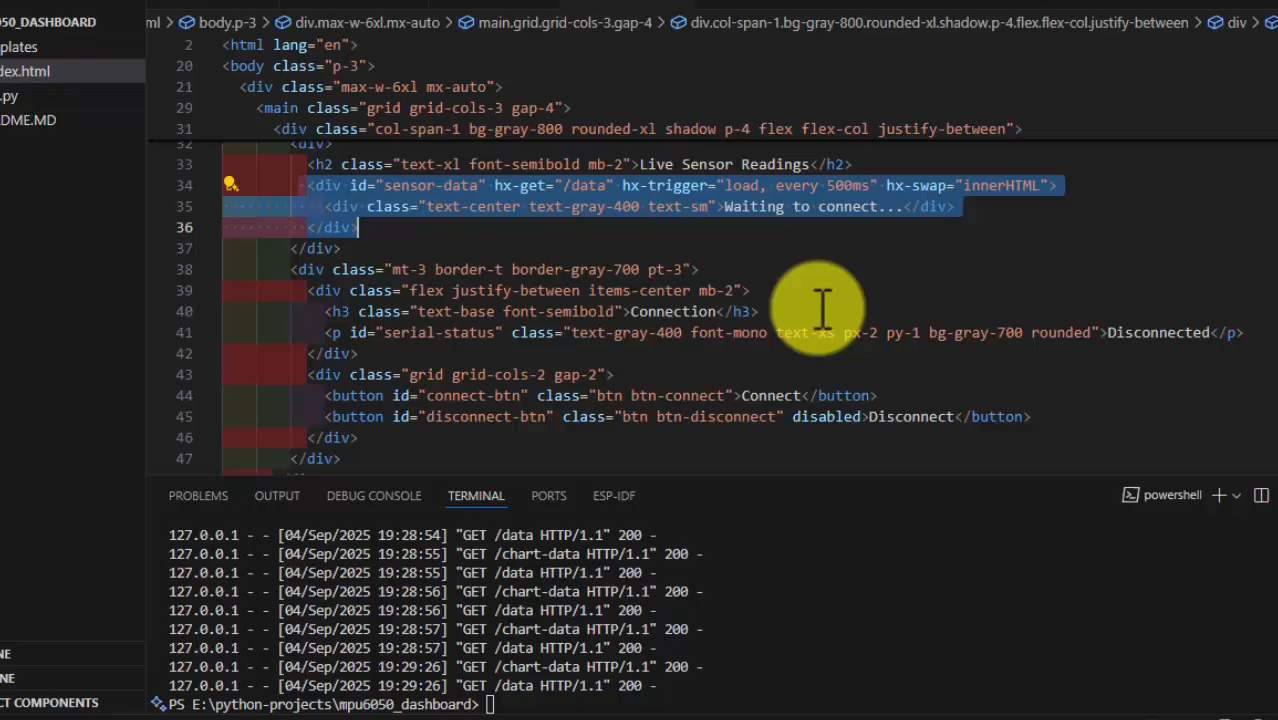 050_DASHBOARD
plates
dex.html
.py
DME.MD
NE
NE
CT COMPONENTS
ml > body.p-3 > div.max-w-6xl.mx-auto > main.grid.grid-cols-3.gap-4 > div.col-span-1.bg-gray-800.rounded-xl.shadow.p-4.flex.flex-col.justify-between > div >
2 <html lang="en">
20 <body class="p-3">
21 <div class="max-w-6xl mx-auto">
29 <main class="grid grid-cols-3 gap-4">
31 <div class="col-span-1 bg-gray-800 rounded-xl shadow p-4 flex flex-col justify-between">
32 <div>
33 <h2 class="text-xl font-semibold mb-2">Live Sensor Readings</h2>
34 <div id="sensor-data" hx-get="/data" hx-trigger="load, every 500ms" hx-swap="innerHTML">
35 <div class="text-center text-gray-400 text-sm">Waiting to connect...</div>
36 </div>
37 </div>
38 <div class="mt-3 border-t border-gray-700 pt-3">
39 <div class="flex justify-between items-center mb-2">
40 <h3 class="text-base font-semibold">Connection</h3>
41 <p id="serial-status" class="text-gray-400 font-mono text-xs px-2 py-1 bg-gray-700 rounded">Disconnected</p>
42 </div>
43 <div class="grid grid-cols-2 gap-2">
44 <button id="connect-btn" class="btn btn-connect">Connect</button>
45 <button id="disconnect-btn" class="btn btn-disconnect" disabled>Disconnect</button>
46 </div>
47 </div>
PROBLEMS OUTPUT DEBUG CONSOLE TERMINAL PORTS ESP-IDF powershell
127.0.0.1 - - [04/Sep/2025 19:28:54] "GET /data HTTP/1.1" 200 -
127.0.0.1 - - [04/Sep/2025 19:28:55] "GET /chart-data HTTP/1.1" 200 -
127.0.0.1 - - [04/Sep/2025 19:28:55] "GET /data HTTP/1.1" 200 -
127.0.0.1 - - [04/Sep/2025 19:28:56] "GET /chart-data HTTP/1.1" 200 -
127.0.0.1 - - [04/Sep/2025 19:28:56] "GET /data HTTP/1.1" 200 -
127.0.0.1 - - [04/Sep/2025 19:28:57] "GET /chart-data HTTP/1.1" 200 -
127.0.0.1 - - [04/Sep/2025 19:28:57] "GET /data HTTP/1.1" 200 -
127.0.0.1 - - [04/Sep/2025 19:29:26] "GET /chart-data HTTP/1.1" 200 -
127.0.0.1 - - [04/Sep/2025 19:29:26] "GET /data HTTP/1.1" 200 -
PS E:\python-projects\mpu6050_dashboard>